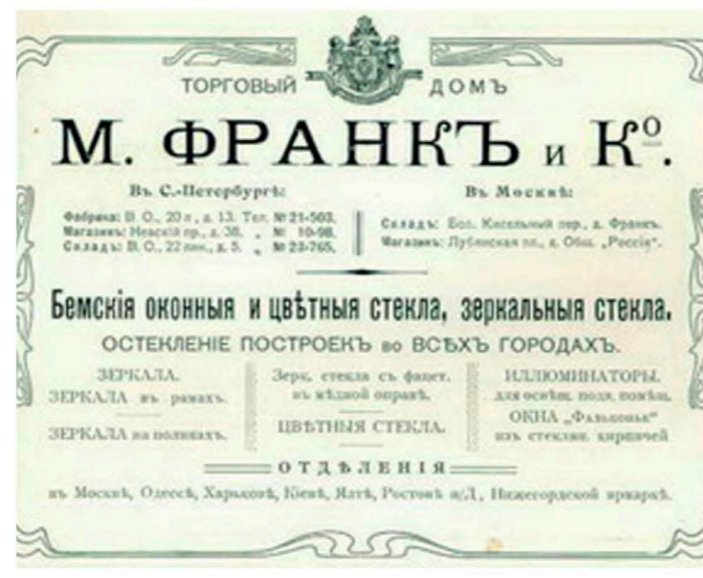 ТОРГОВЫЙ ДОМЪ
М. ФРАНКЪ и Кº.
Въ С.-Петербургѣ:
Фабрика: В. О., 20 л., д. 13. Тел. № 21-503.
Магазинъ: Невскій пр., д. 38, „ № 10-98.
Складъ: В. О., 22 лин., д. 5, „ № 23-765.
Въ Москвѣ:
Складъ: Бол. Кисельный пер., д. Франкъ.
Магазинъ: Лубянская пл., д. Общ. „Россія".
Бемскія оконныя и цвѣтныя стекла, зеркальныя стекла.
ОСТЕКЛЕНІЕ ПОСТРОЕКЪ во ВСѢХЪ ГОРОДАХЪ.
ЗЕРКАЛА.
ЗЕРКАЛА въ рамахъ.
ЗЕРКАЛА на ножкахъ.
Зерк. стекла съ фацет.
въ мѣдной оправѣ.
ЦВѢТНЫЯ СТЕКЛА.
ИЛЛЮМИНАТОРЫ.
для освѣщ. подв. помѣщ.
ОКНА „Фальконье"
изъ стеклян. кирпичей
ОТДѢЛЕНІЯ
въ Москвѣ, Одессѣ, Харьковѣ, Кіевѣ, Ялтѣ, Ростовѣ н/Д, Нижегородской ярмаркѣ.